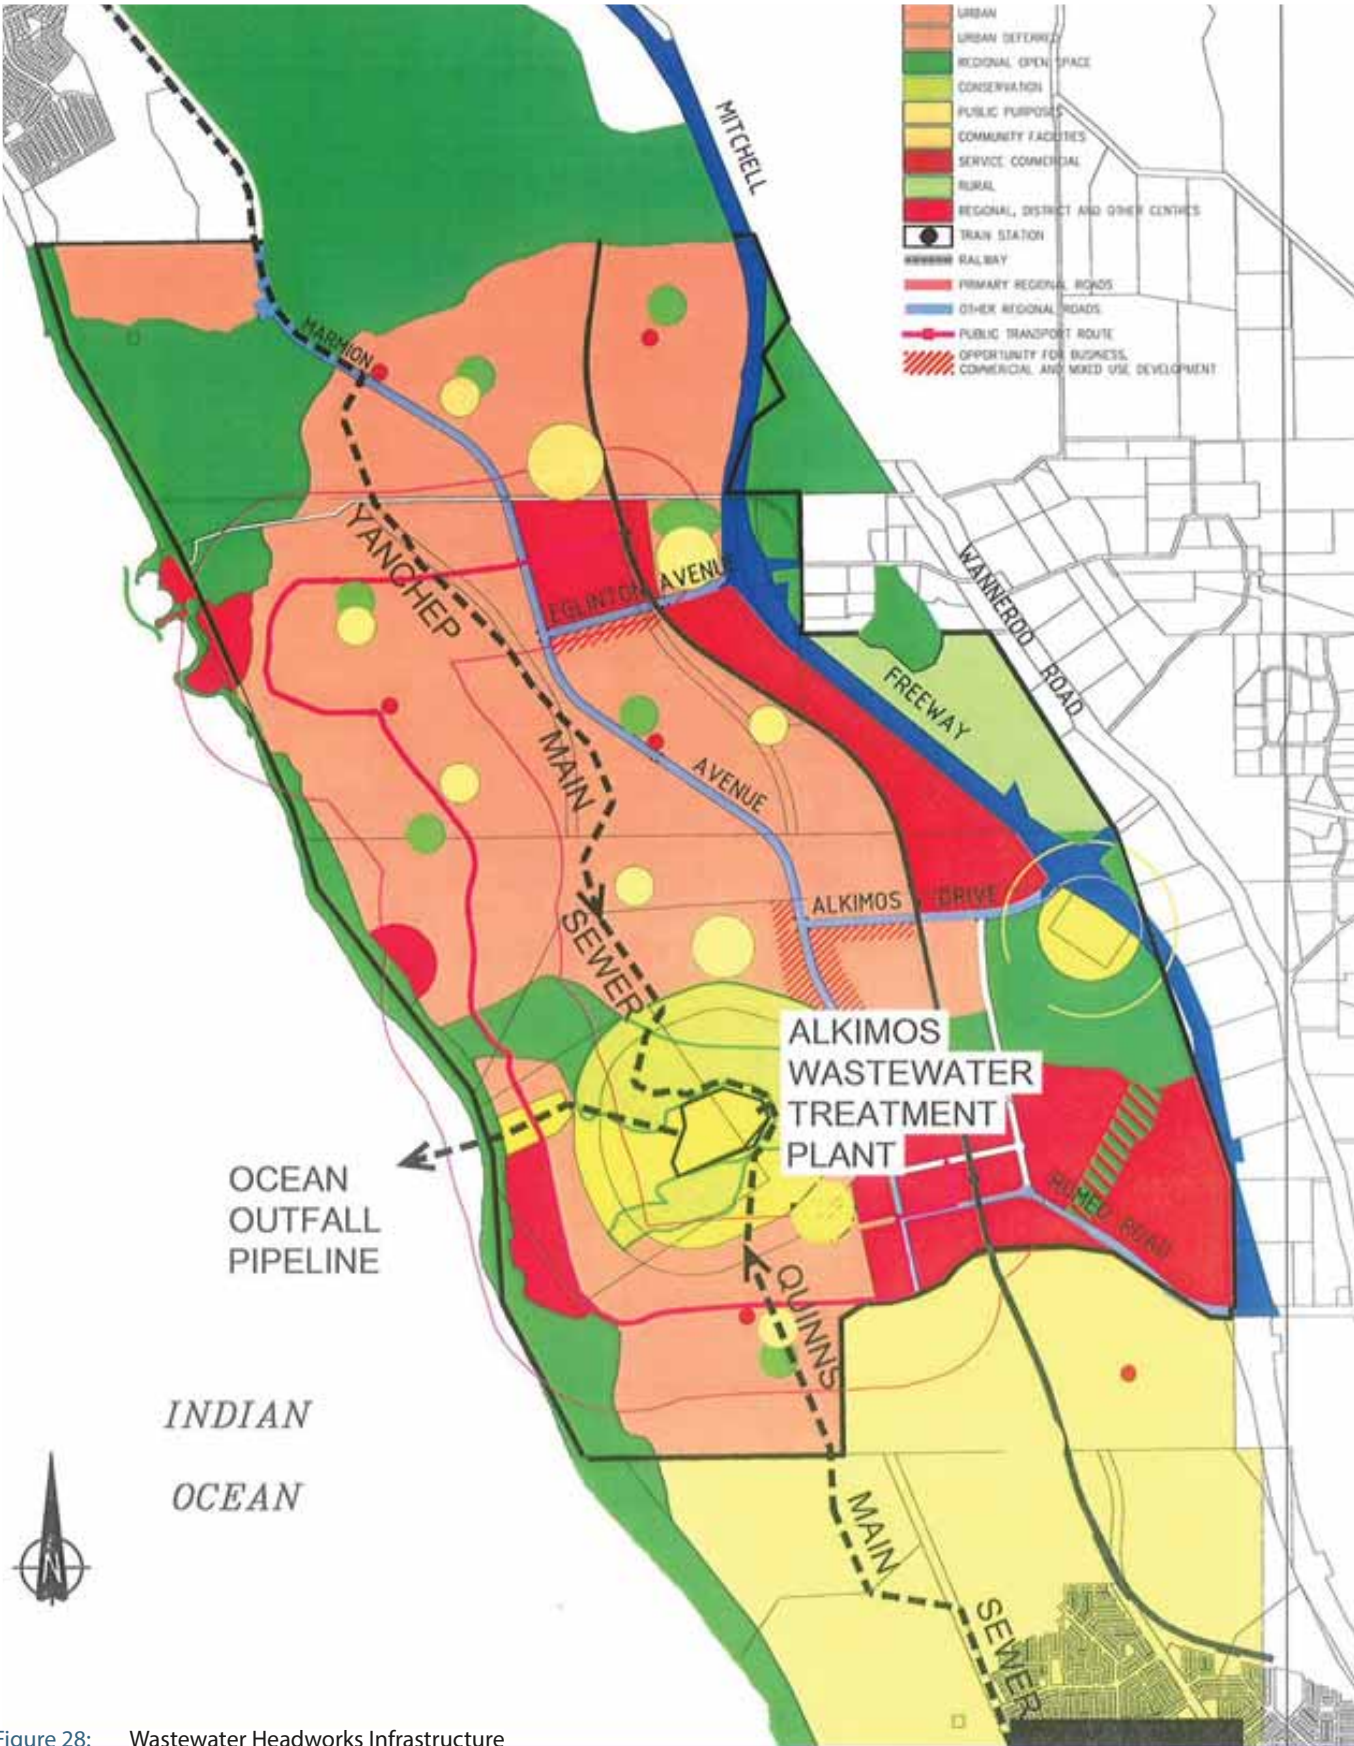 URBAN
URBAN DEFERRED
REGIONAL OPEN SPACE
CONSERVATION
PUBLIC PURPOSES
COMMUNITY FACILITIES
SERVICE COMMERCIAL
RURAL
REGIONAL, DISTRICT AND OTHER CENTRES
TRAIN STATION
RAILWAY
PRIMARY REGIONAL ROADS
OTHER REGIONAL ROADS
PUBLIC TRANSPORT ROUTE
OPPORTUNITY FOR BUSINESS,
COMMERCIAL AND MIXED USE DEVELOPMENT
MITCHELL
MARMION
YANCHEP
EGLINTON AVENUE
WANNEROO ROAD
FREEWAY
MAIN
AVENUE
ALKIMOS DRIVE
SEWER
ALKIMOS
WASTEWATER
TREATMENT
PLANT
OCEAN
OUTFALL
PIPELINE
ROMEO ROAD
QUINNS
INDIAN
OCEAN
N
MAIN
SEWER
Figure 28: Wastewater Headworks Infrastructure